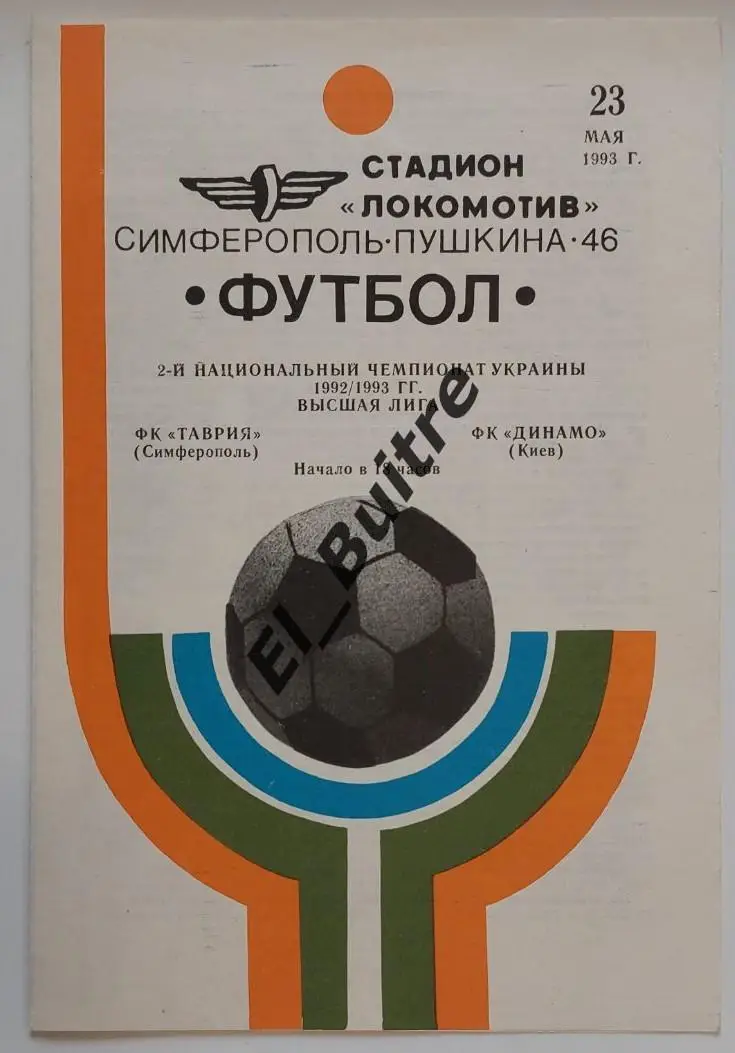 23
МАЯ
1993 Г.
СТАДИОН
«ЛОКОМОТИВ»
СИМФЕРОПОЛЬ·ПУШКИНА·46
•ФУТБОЛ•
2-Й НАЦИОНАЛЬНЫЙ ЧЕМПИОНАТ УКРАИНЫ
1992/1993 ГГ.
ВЫСШАЯ ЛИГА
ФК «ТАВРИЯ»
(Симферополь)
ФК «ДИНАМО»
(Киев)
Начало в 18 часов
El_Buitre